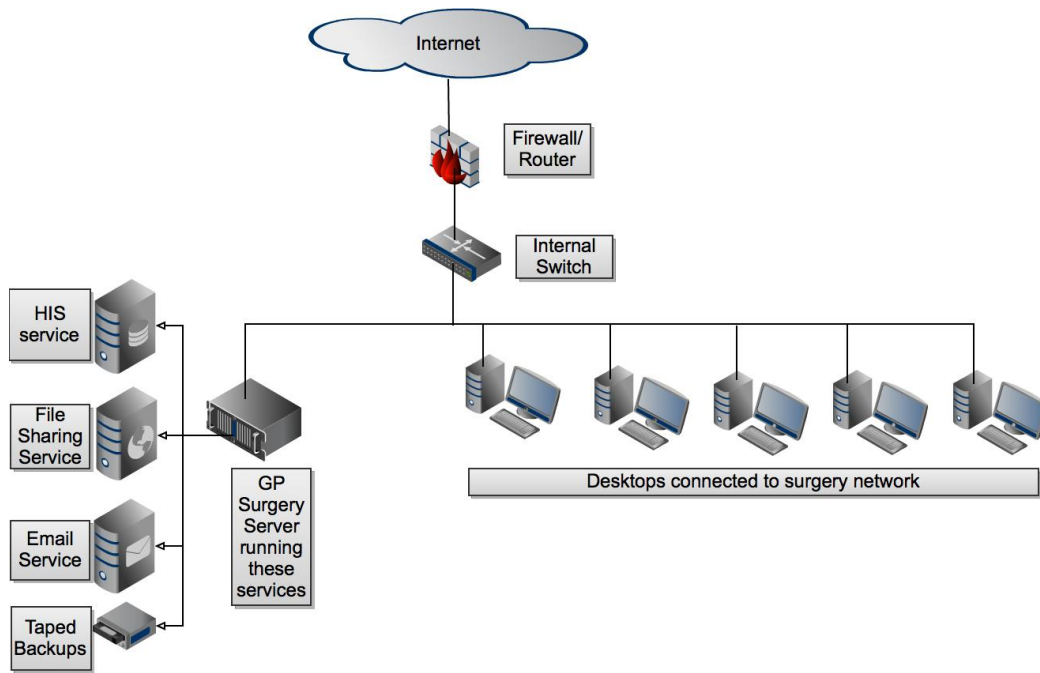 Internet
Firewall/
Router
Internal
Switch
HIS
service
File
Sharing
Service
Email
Service
Taped
Backups
GP
Surgery
Server
running
these
services
Desktops connected to surgery network